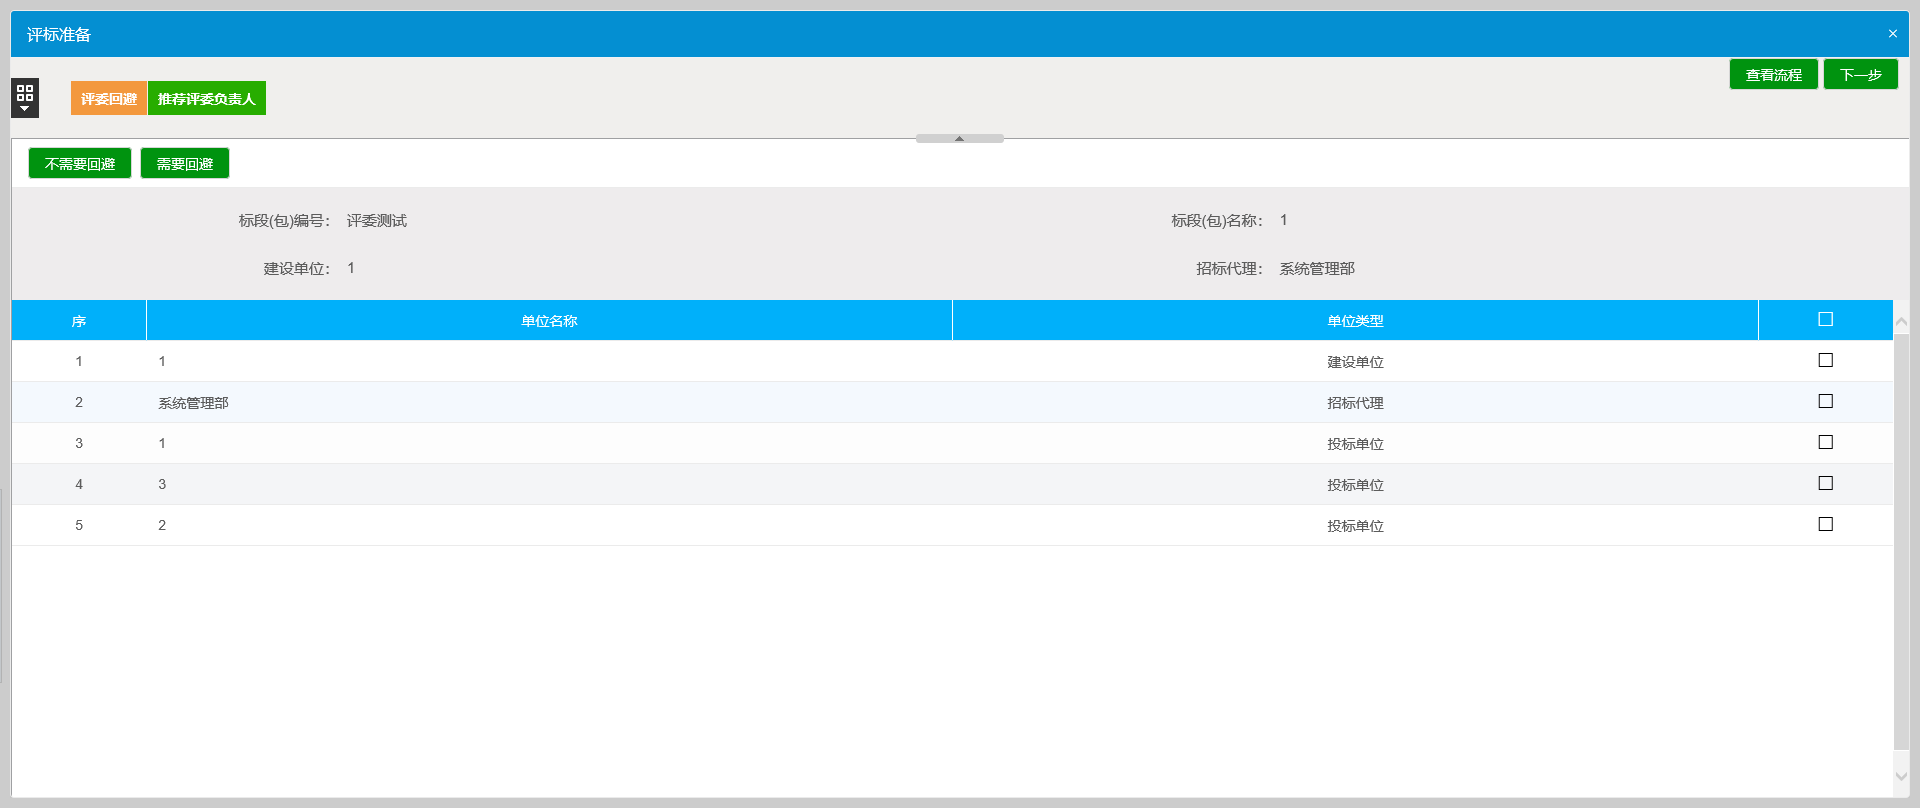 评标准备 ×
查看流程 下一步
评委回避 推荐评委负责人
不需要回避 需要回避
标段(包)编号： 评委测试 标段(包)名称： 1
建设单位： 1 招标代理： 系统管理部
序 单位名称 单位类型
1 1 建设单位
2 系统管理部 招标代理
3 1 投标单位
4 3 投标单位
5 2 投标单位